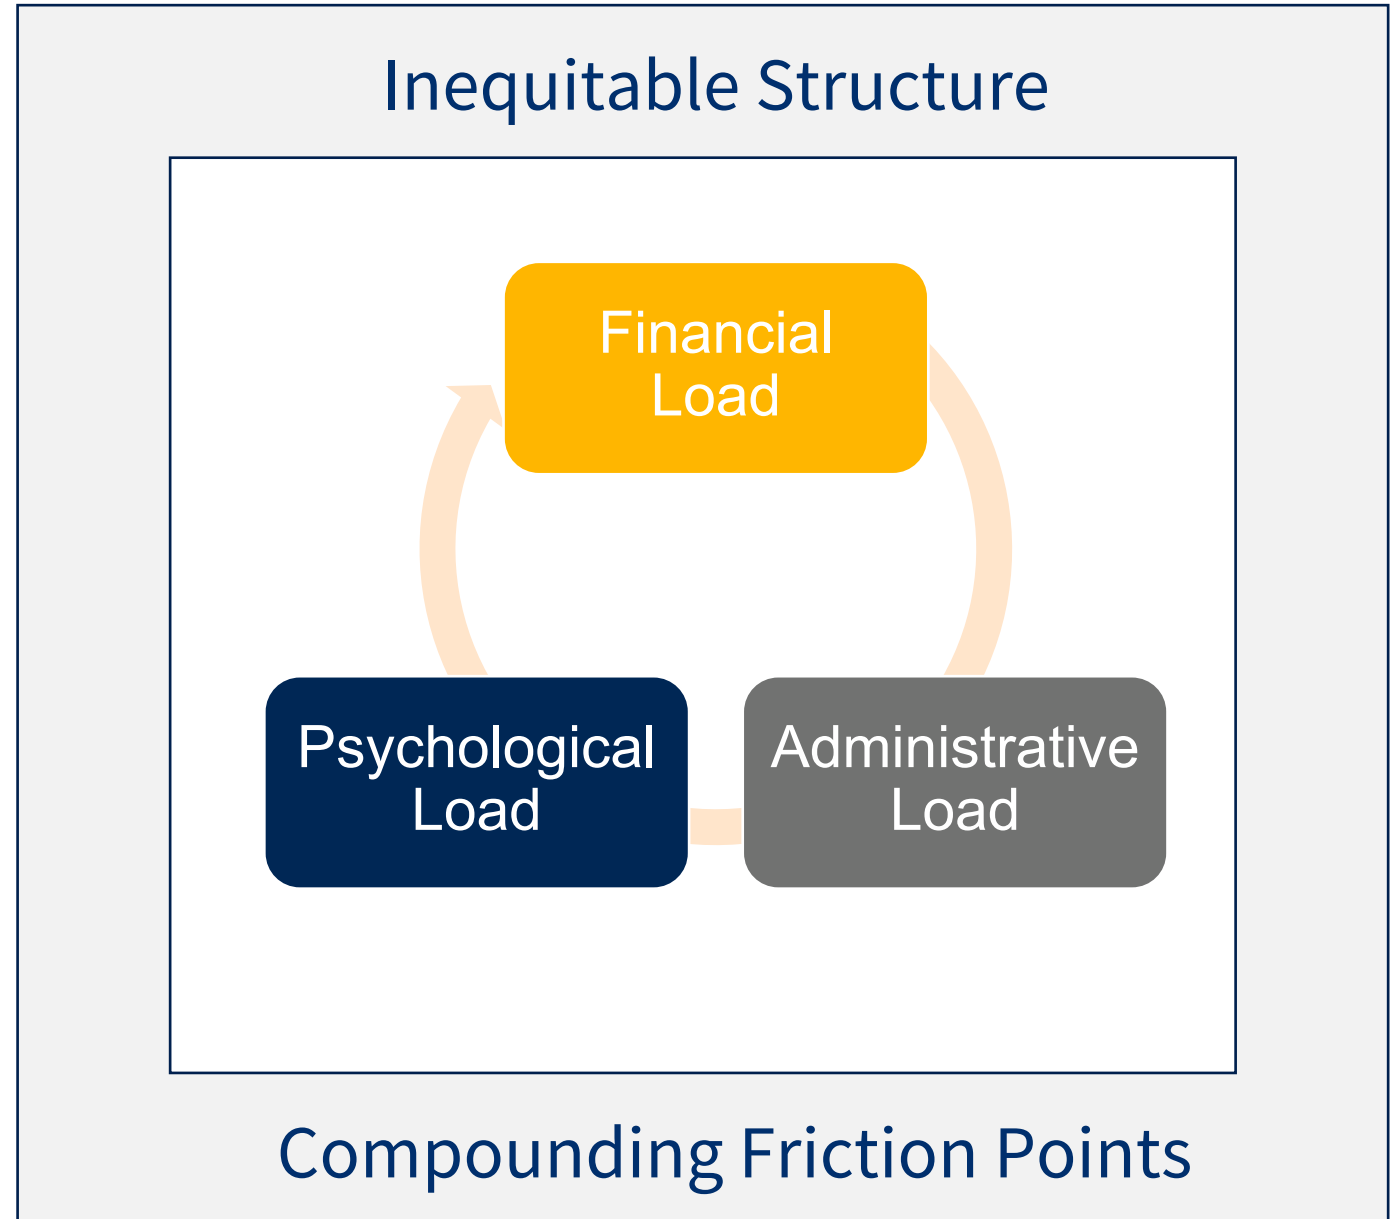 Inequitable Structure
Financial
Load
Psychological
Load
Administrative
Load
Compounding Friction Points